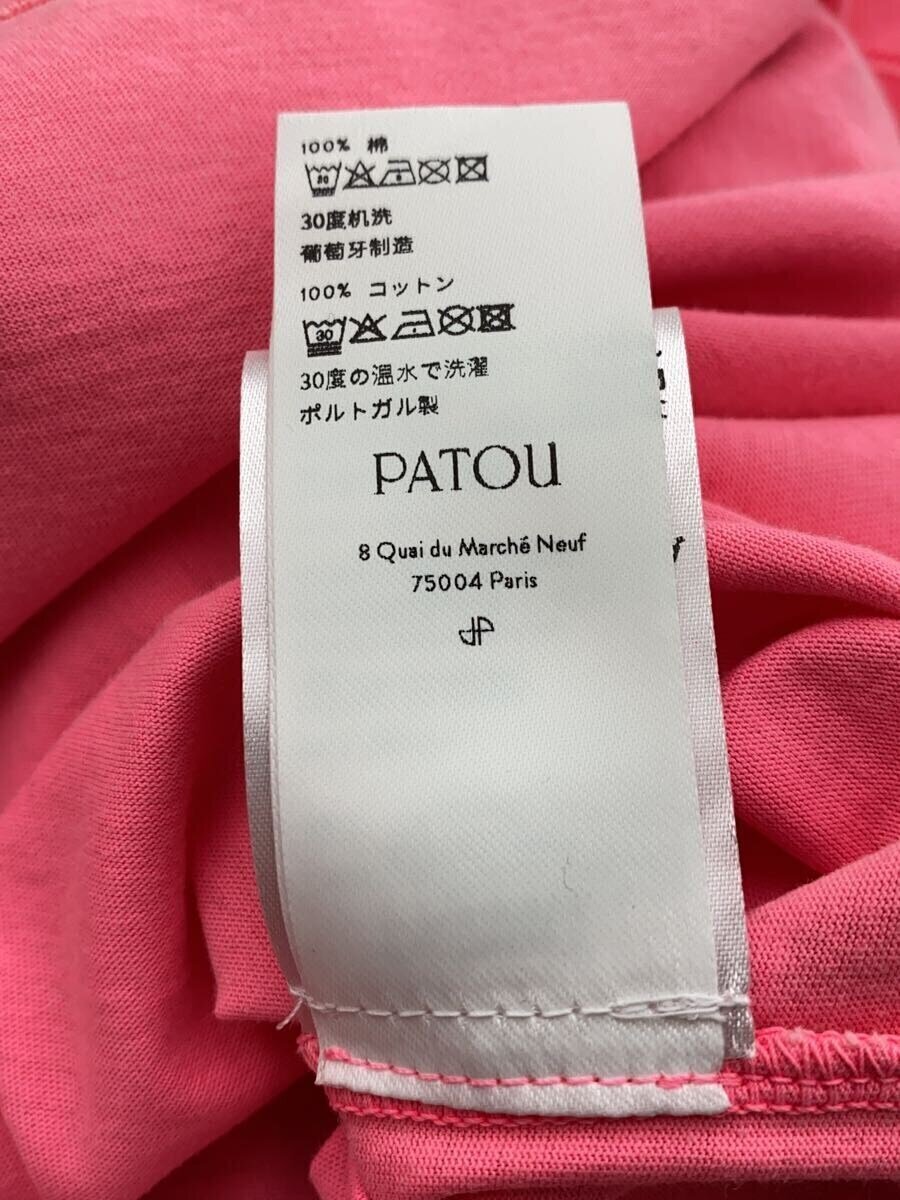 100% 棉
30度机洗
葡萄牙制造
100% コットン
30
30度の温水で洗濯
ポルトガル製
PATOU
8 Quai du Marché Neuf
75004 Paris
JP